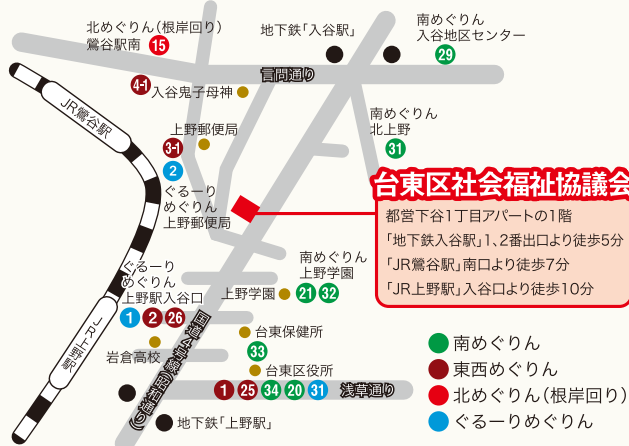 北めぐりん（根岸回り）
鶯谷駅南 15
地下鉄「入谷駅」
南めぐりん
入谷地区センター
29
言問通り
4-1 入谷鬼子母神
JR鶯谷駅
上野郵便局
3-1
2
ぐるーり
めぐりん
上野郵便局
南めぐりん
北上野
31
台東区社会福祉協議会
都営下谷1丁目アパートの1階
「地下鉄入谷駅」1、2番出口より徒歩5分
「JR鶯谷駅」南口より徒歩7分
「JR上野駅」入谷口より徒歩10分
ぐるーり
めぐりん
上野駅入谷口
1 2 26
南めぐりん
上野学園
上野学園 21 32
国道4号線（昭和通り）
岩倉高校
JR上野駅
台東保健所
33
台東区役所
1 25 34 20 31 浅草通り
地下鉄「上野駅」
南めぐりん
東西めぐりん
北めぐりん（根岸回り）
ぐるーりめぐりん